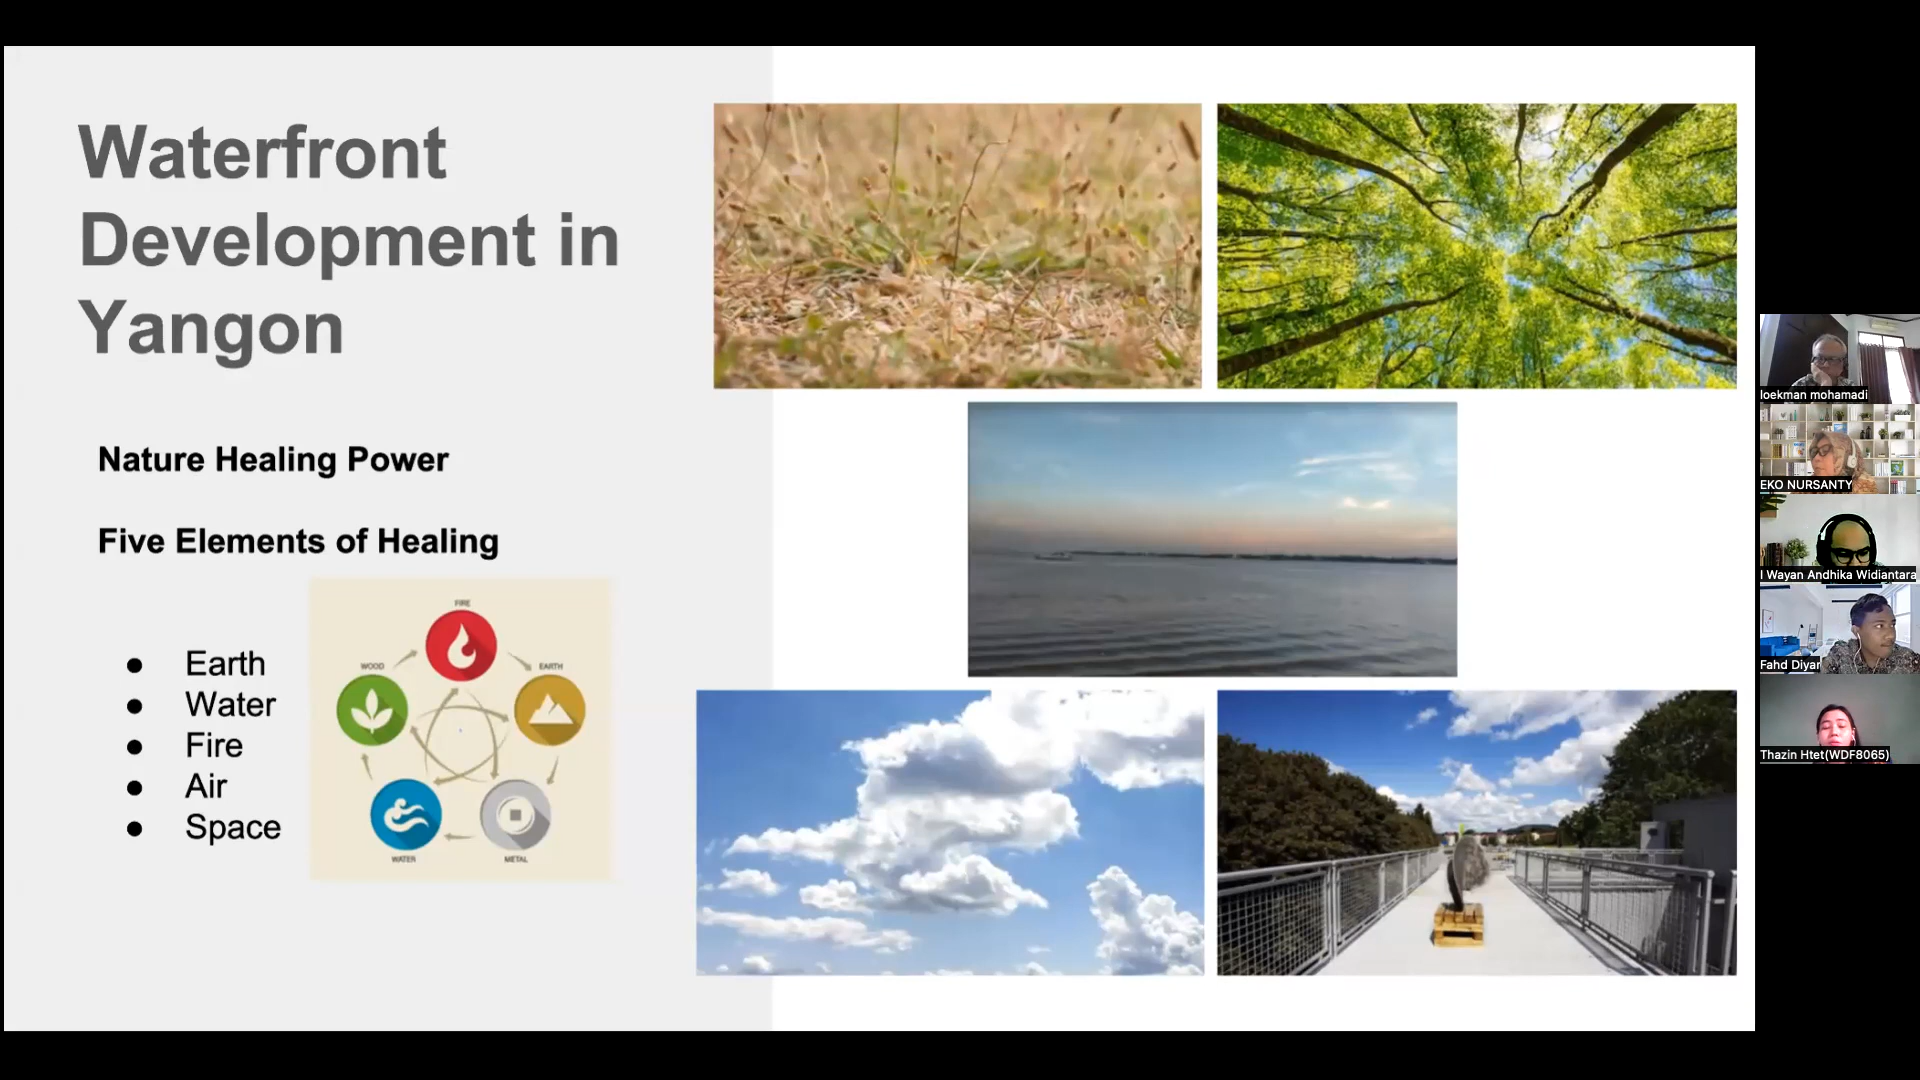 Waterfront
Development in
Yangon
Nature Healing Power
Five Elements of Healing
● Earth
● Water
● Fire
● Air
● Space
FIRE
WOOD
EARTH
WATER
METAL
loekman mohamadi
EKO NURSANTY
I Wayan Andhika Widiantara
Fahd Diyar
Thazin Htet(WDF8065)